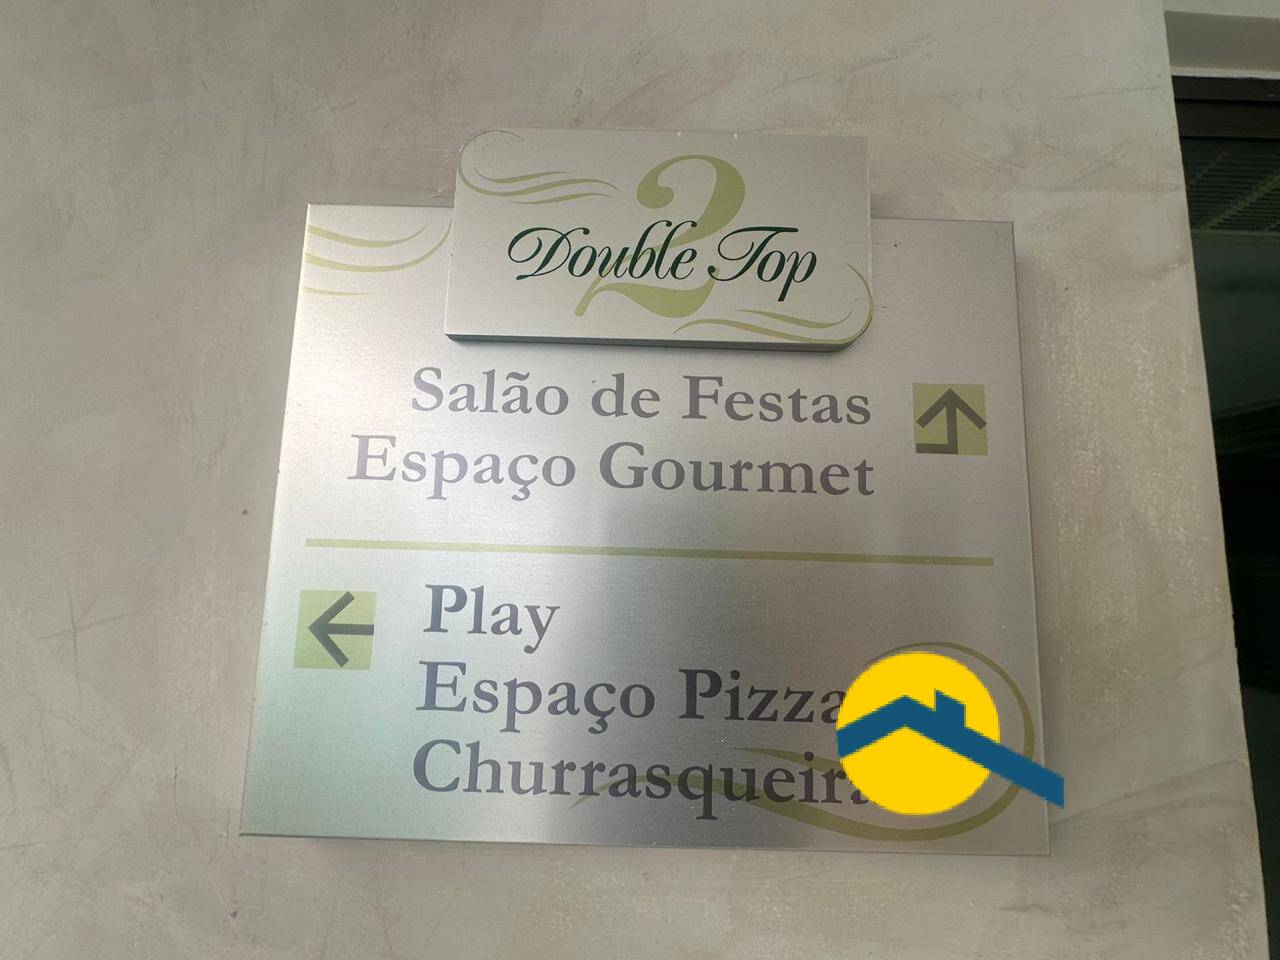 2
Double Top
Salão de Festas
Espaço Gourmet
Play
Espaço Pizza
Churrasqueira